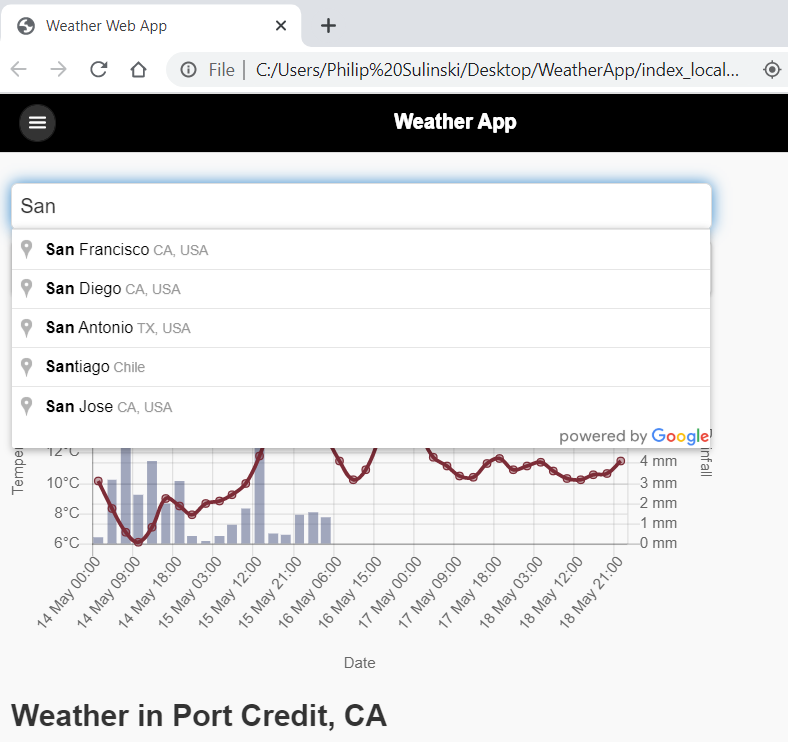 Weather Web App
File | C:/Users/Philip%20Sulinski/Desktop/WeatherApp/index_local...
Weather App
San
San Francisco CA, USA
San Diego CA, USA
San Antonio TX, USA
Santiago Chile
San Jose CA, USA
powered by Google
12°C
10°C
8°C
6°C
4 mm
3 mm
2 mm
1 mm
0 mm
14 May 00:00
14 May 09:00
14 May 18:00
15 May 03:00
15 May 12:00
15 May 21:00
16 May 06:00
16 May 15:00
17 May 00:00
17 May 09:00
17 May 18:00
18 May 03:00
18 May 12:00
18 May 21:00
Date
Weather in Port Credit, CA